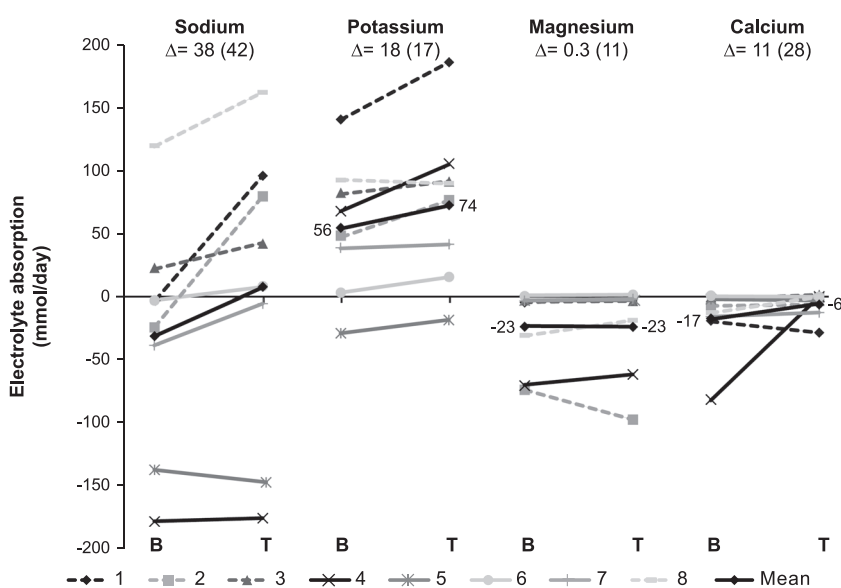 Sodium Potassium Magnesium Calcium
Δ= 38 (42) Δ= 18 (17) Δ= 0.3 (11) Δ= 11 (28)
Electrolyte absorption
(mmol/day)
200
150
100
50
0
-50
-100
-150
-200
56
74
-23
-23
-17
-6
B T B T B T B T
1 2 3 4 5 6 7 8 Mean